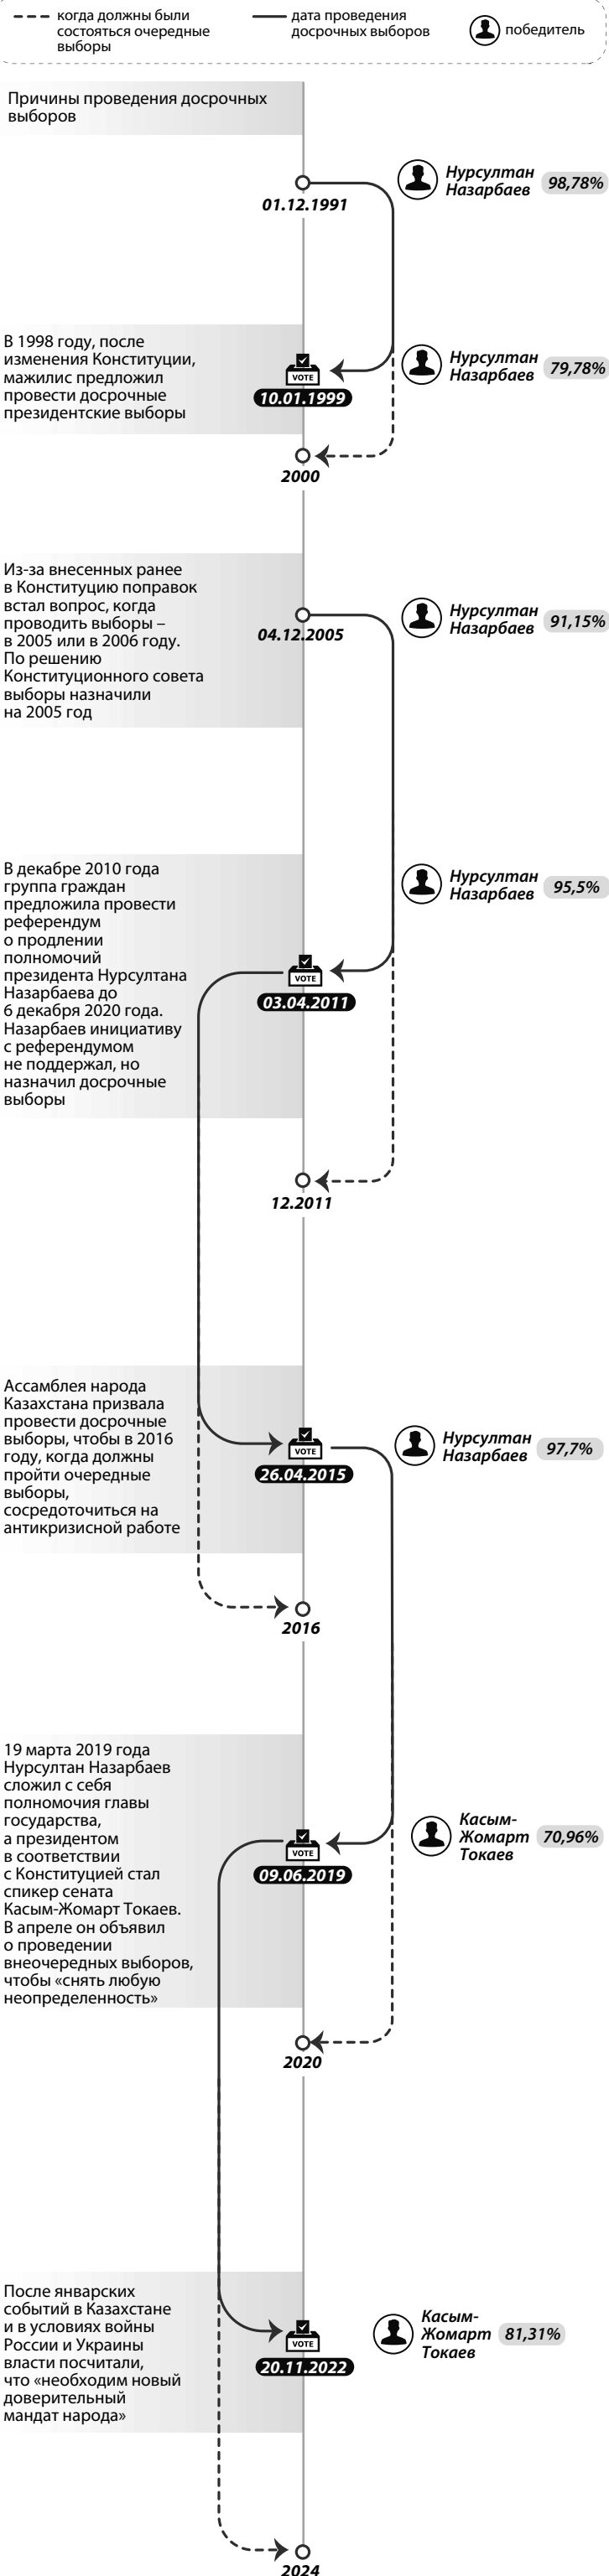 когда должны были
состояться очередные
выборы
дата проведения
досрочных выборов
победитель
Причины проведения досрочных
выборов
01.12.1991
Нурсултан
Назарбаев
98,78%
В 1998 году, после
изменения Конституции,
мажилис предложил
провести досрочные
президентские выборы
VOTE
10.01.1999
Нурсултан
Назарбаев
79,78%
2000
Из-за внесенных ранее
в Конституцию поправок
встал вопрос, когда
проводить выборы –
в 2005 или в 2006 году.
По решению
Конституционного совета
выборы назначили
на 2005 год
04.12.2005
Нурсултан
Назарбаев
91,15%
В декабре 2010 года
группа граждан
предложила провести
референдум
о продлении
полномочий
президента Нурсултана
Назарбаева до
6 декабря 2020 года.
Назарбаев инициативу
с референдумом
не поддержал, но
назначил досрочные
выборы
VOTE
03.04.2011
Нурсултан
Назарбаев
95,5%
12.2011
Ассамблея народа
Казахстана призвала
провести досрочные
выборы, чтобы в 2016
году, когда должны
пройти очередные
выборы,
сосредоточиться на
антикризисной работе
VOTE
26.04.2015
Нурсултан
Назарбаев
97,7%
2016
19 марта 2019 года
Нурсултан Назарбаев
сложил с себя
полномочия главы
государства,
а президентом
в соответствии
с Конституцией стал
спикер сената
Касым-Жомарт Токаев.
В апреле он объявил
о проведении
внеочередных выборов,
чтобы «снять любую
неопределенность»
VOTE
09.06.2019
Касым-
Жомарт
Токаев
70,96%
2020
После январских
событий в Казахстане
и в условиях войны
России и Украины
власти посчитали,
что «необходим новый
доверительный
мандат народа»
VOTE
20.11.2022
Касым-
Жомарт
Токаев
81,31%
2024